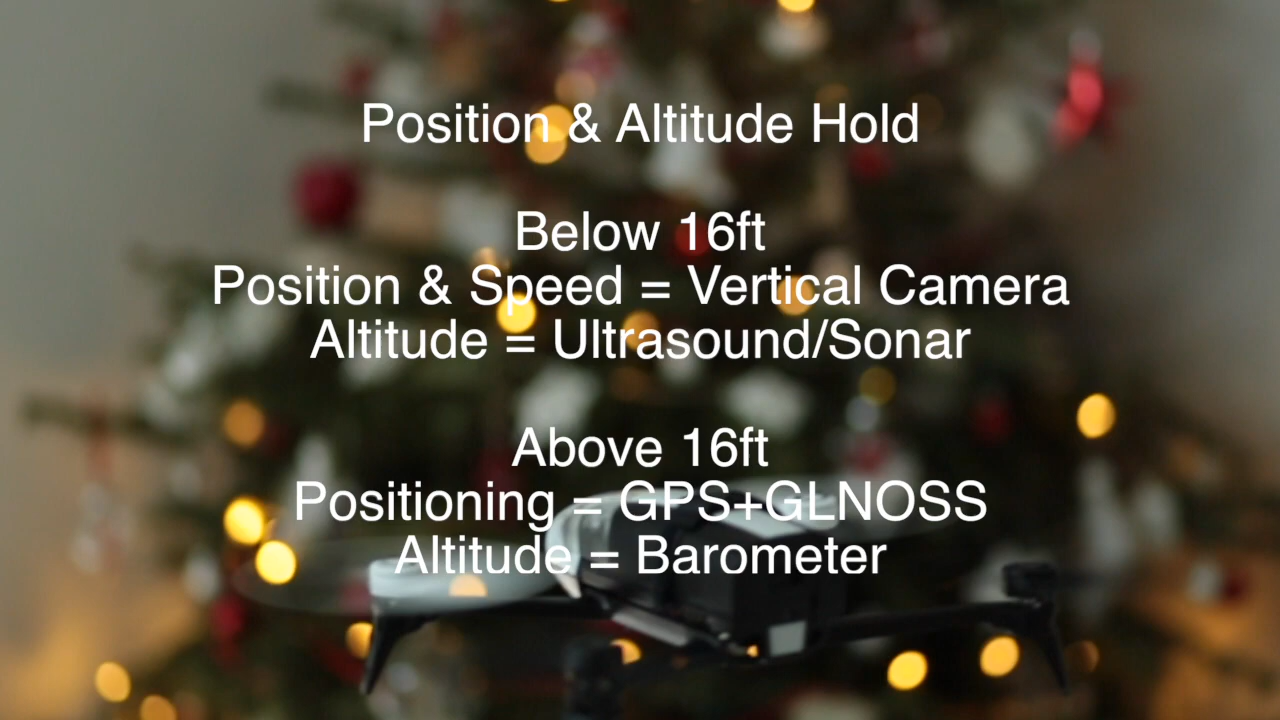 Position & Altitude Hold
Below 16ft
Position & Speed = Vertical Camera
Altitude = Ultrasound/Sonar
Above 16ft
Positioning = GPS+GLNOSS
Altitude = Barometer